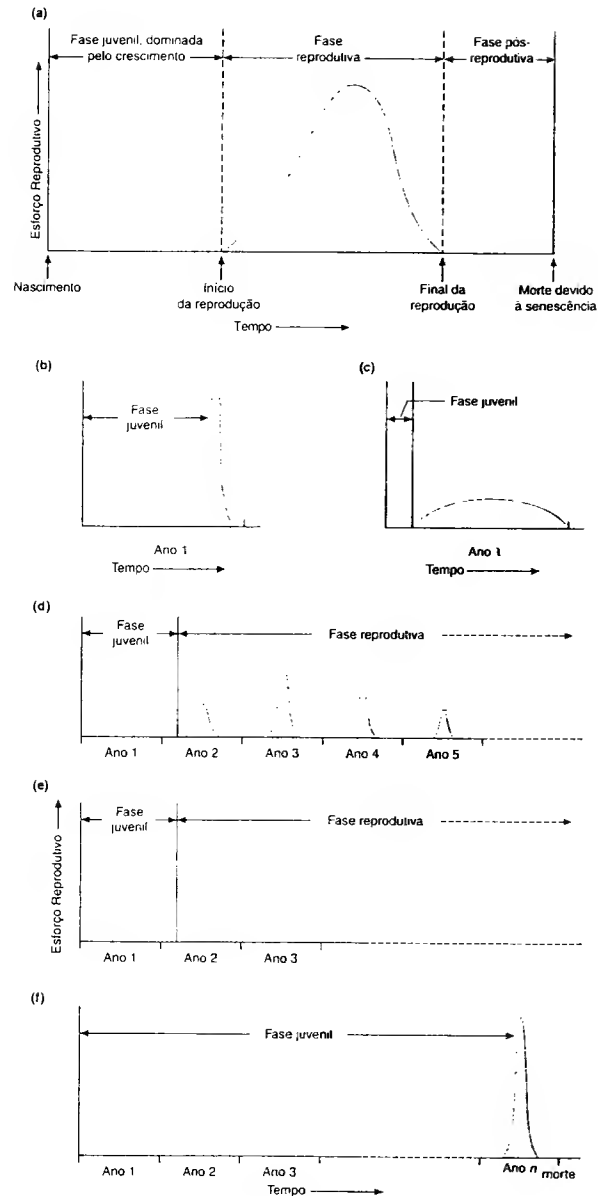 (a)
Fase juvenil, dominada
pelo crescimento
Fase
reprodutiva
Fase pós-
reprodutiva
Esforço Reprodutivo
Nascimento
Início
da reprodução
Final da
reprodução
Morte devido
à senescência
Tempo
(b)
Fase
juvenil
Ano 1
Tempo
(c)
Fase juvenil
Ano 1
Tempo
(d)
Fase
juvenil
Fase reprodutiva
Ano 1
Ano 2
Ano 3
Ano 4
Ano 5
(e)
Esforço Reprodutivo
Fase
juvenil
Fase reprodutiva
Ano 1
Ano 2
Ano 3
(f)
Fase juvenil
Ano 1
Ano 2
Ano 3
Ano n
morte
Tempo